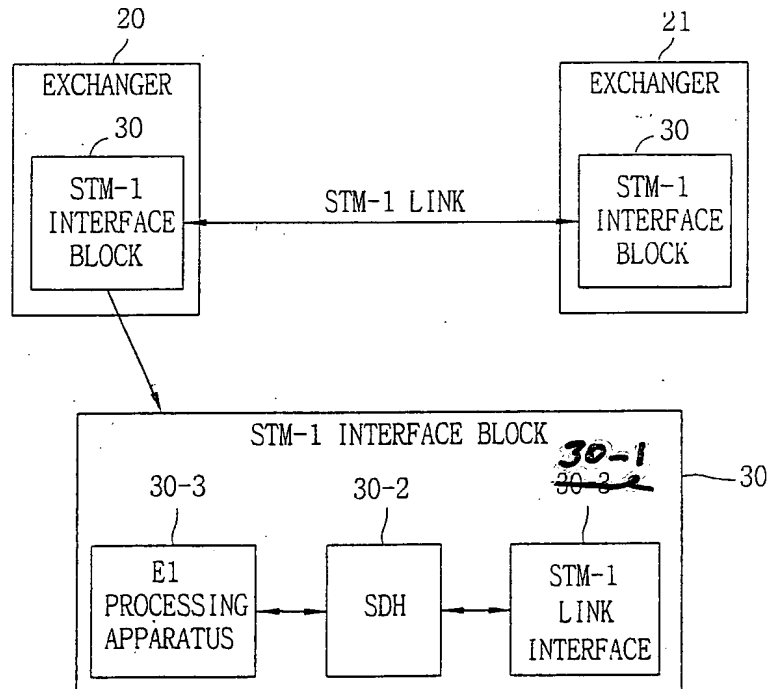 20
EXCHANGER
30
STM-1
INTERFACE
BLOCK
STM-1 LINK
21
EXCHANGER
30
STM-1
INTERFACE
BLOCK
STM-1 INTERFACE BLOCK
30
30-3
E1
PROCESSING
APPARATUS
30-2
SDH
30-1
STM-1
LINK
INTERFACE